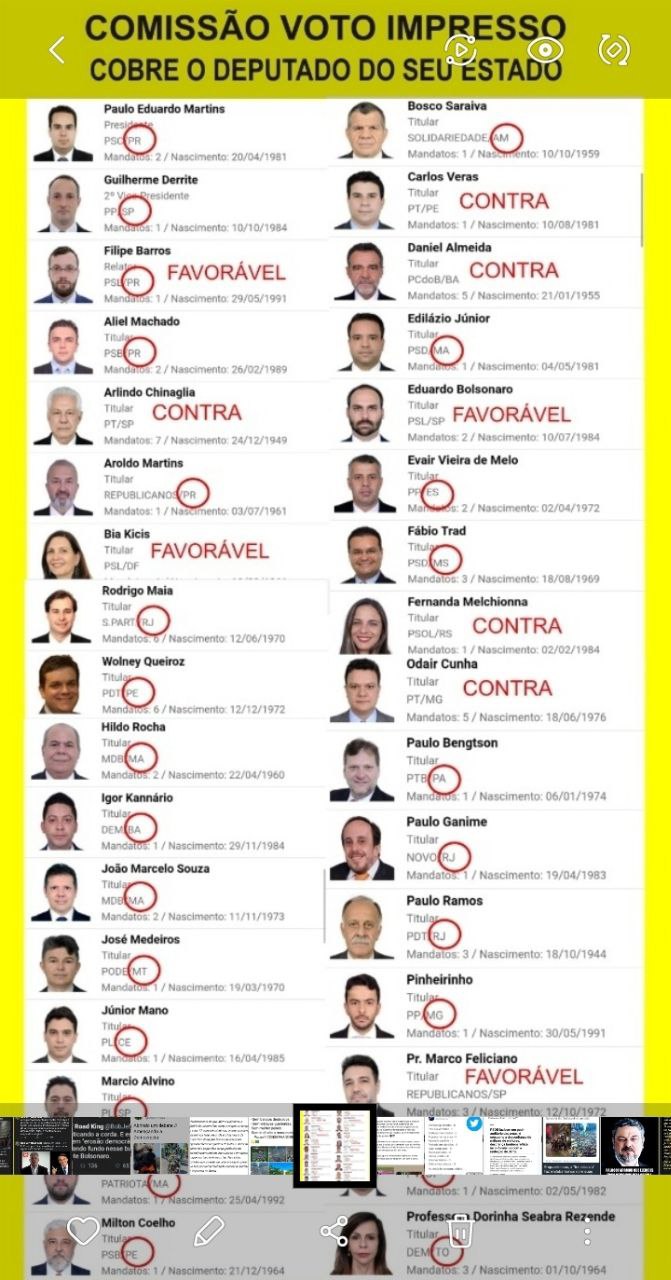 COMISSÃO VOTO IMPRESSO
COBRE O DEPUTADO DO SEU ESTADO
Paulo Eduardo Martins
Presidente
PSC/PR
Mandatos: 2 / Nascimento: 20/04/1981
Guilherme Derrite
2º Vice-Presidente
PP/SP
Mandatos: 1 / Nascimento: 10/10/1984
Filipe Barros
Relator
FAVORÁVEL
PSL/PR
Mandatos: 1 / Nascimento: 29/05/1991
Aliel Machado
Titular
PSB/PR
Mandatos: 2 / Nascimento: 26/02/1989
Arlindo Chinaglia
Titular
CONTRA
PT/SP
Mandatos: 7 / Nascimento: 24/12/1949
Aroldo Martins
Titular
REPUBLICANOS/PR
Mandatos: 1 / Nascimento: 03/07/1961
Bia Kicis
Titular
FAVORÁVEL
PSL/DF
Rodrigo Maia
Titular
S.PART./RJ
Mandatos: 6 / Nascimento: 12/06/1970
Wolney Queiroz
Titular
PDT/PE
Mandatos: 6 / Nascimento: 12/12/1972
Hildo Rocha
Titular
MDB/MA
Mandatos: 2 / Nascimento: 22/04/1960
Igor Kannário
Titular
DEM/BA
Mandatos: 1 / Nascimento: 29/11/1984
João Marcelo Souza
Titular
MDB/MA
Mandatos: 2 / Nascimento: 11/11/1973
José Medeiros
Titular
PODE/MT
Mandatos: 1 / Nascimento: 19/03/1970
Júnior Mano
Titular
PL/CE
Mandatos: 1 / Nascimento: 16/04/1985
Marcio Alvino
Titular
PL/SP
PATRIOTA/MA
Mandatos: 1 / Nascimento: 25/04/1992
Milton Coelho
Titular
PSB/PE
Mandatos: 1 / Nascimento: 21/12/1964
Bosco Saraiva
Titular
SOLIDARIEDADE/AM
Mandatos: 1 / Nascimento: 10/10/1959
Carlos Veras
Titular
CONTRA
PT/PE
Mandatos: 1 / Nascimento: 10/08/1981
Daniel Almeida
Titular
CONTRA
PCdoB/BA
Mandatos: 5 / Nascimento: 21/01/1955
Edilázio Júnior
Titular
PSD/MA
Mandatos: 1 / Nascimento: 04/05/1981
Eduardo Bolsonaro
Titular
FAVORÁVEL
PSL/SP
Mandatos: 2 / Nascimento: 10/07/1984
Evair Vieira de Melo
Titular
PP/ES
Mandatos: 2 / Nascimento: 02/04/1972
Fábio Trad
Titular
PSD/MS
Mandatos: 3 / Nascimento: 18/08/1969
Fernanda Melchionna
Titular
CONTRA
PSOL/RS
Mandatos: 1 / Nascimento: 02/02/1984
Odair Cunha
Titular
CONTRA
PT/MG
Mandatos: 5 / Nascimento: 18/06/1976
Paulo Bengtson
Titular
PTB/PA
Mandatos: 1 / Nascimento: 06/01/1974
Paulo Ganime
Titular
NOVO/RJ
Mandatos: 1 / Nascimento: 19/04/1983
Paulo Ramos
Titular
PDT/RJ
Mandatos: 3 / Nascimento: 18/10/1944
Pinheirinho
Titular
PP/MG
Mandatos: 1 / Nascimento: 30/05/1991
Pr. Marco Feliciano
Titular
FAVORÁVEL
REPUBLICANOS/SP
Mandatos: 3 / Nascimento: 12/10/1972
Mandatos: 1 / Nascimento: 02/05/1982
Professora Dorinha Seabra Rezende
Titular
DEM/TO
Mandatos: 3 / Nascimento: 01/10/1964